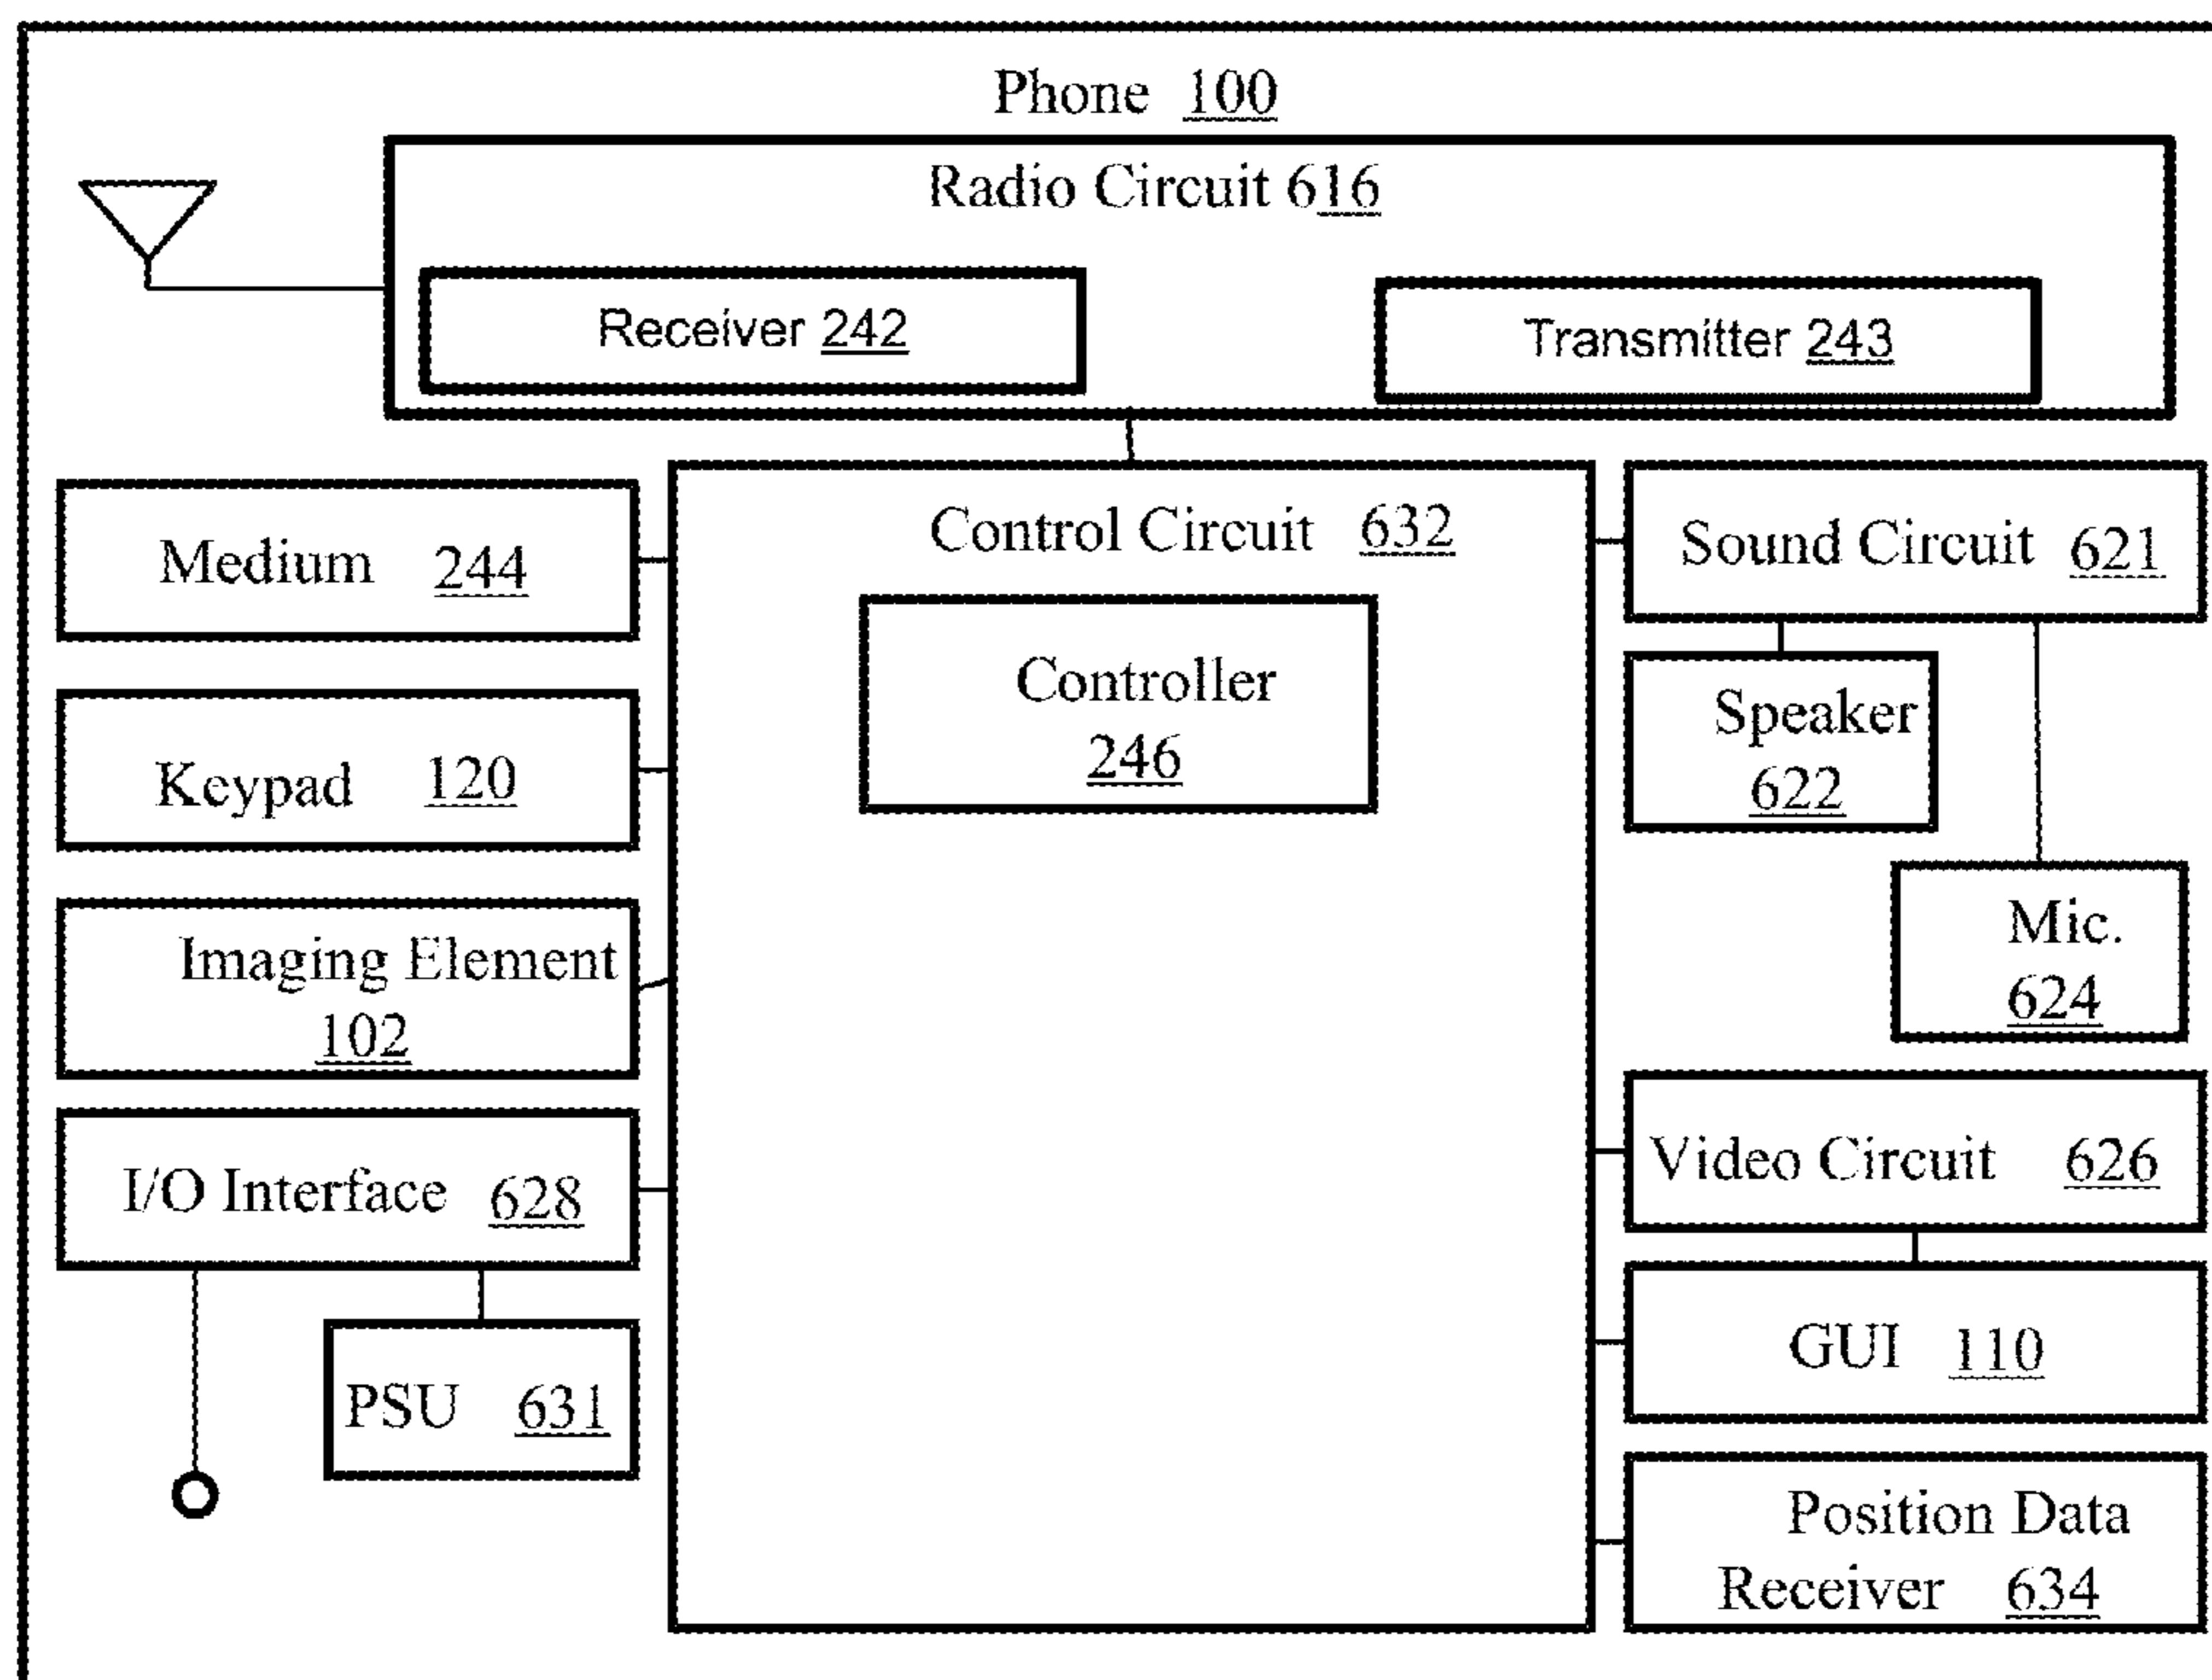 Phone 100
Radio Circuit 616
Receiver 242
Transmitter 243
Medium 244
Keypad 120
Imaging Element
102
I/O Interface 628
PSU 631
Control Circuit 632
Controller
246
Sound Circuit 621
Speaker
622
Mic.
624
Video Circuit 626
GUI 110
Position Data
Receiver 634